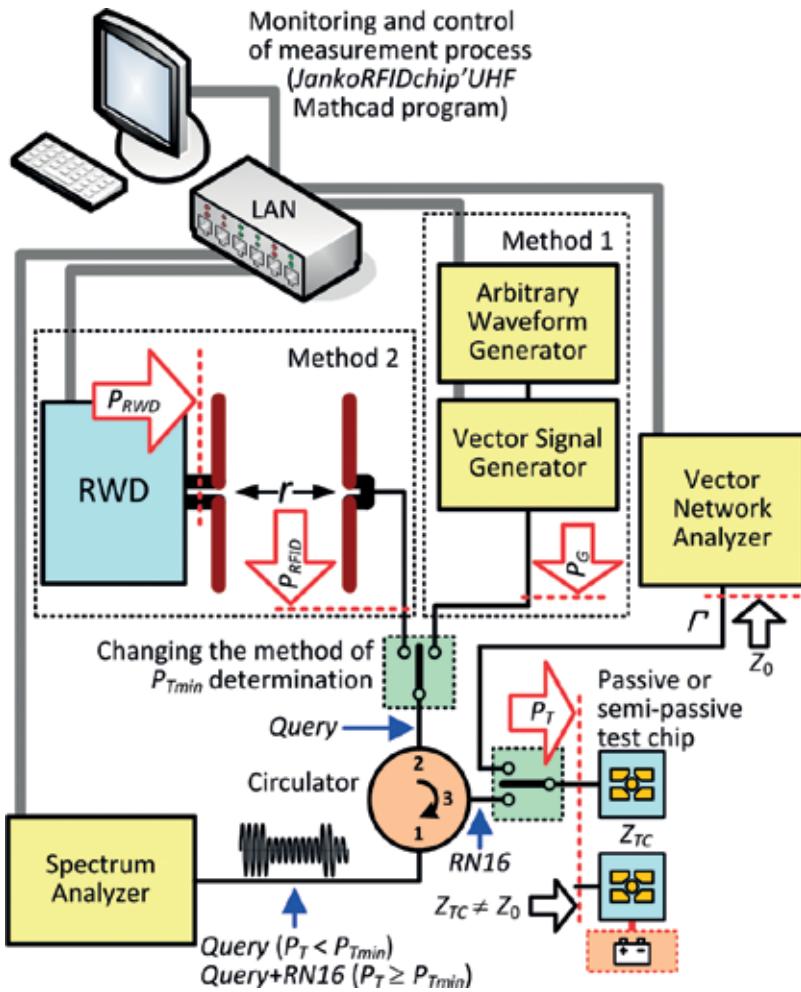 Monitoring and control
of measurement process
(JankoRFIDchip'UHF
Mathcad program)
LAN
Method 1
Arbitrary
Waveform
Generator
Method 2
P_RWD
Vector Signal
Generator
RWD
r
Vector
Network
Analyzer
P_RFID
P_G
Γ
Z_0
Changing the method of
P_Tmin determination
P_T
Passive or
semi-passive
test chip
Query
Circulator
2
3
1
Z_TC
RN16
Spectrum
Analyzer
Z_TC ≠ Z_0
Query (P_T < P_Tmin)
Query+RN16 (P_T ≥ P_Tmin)